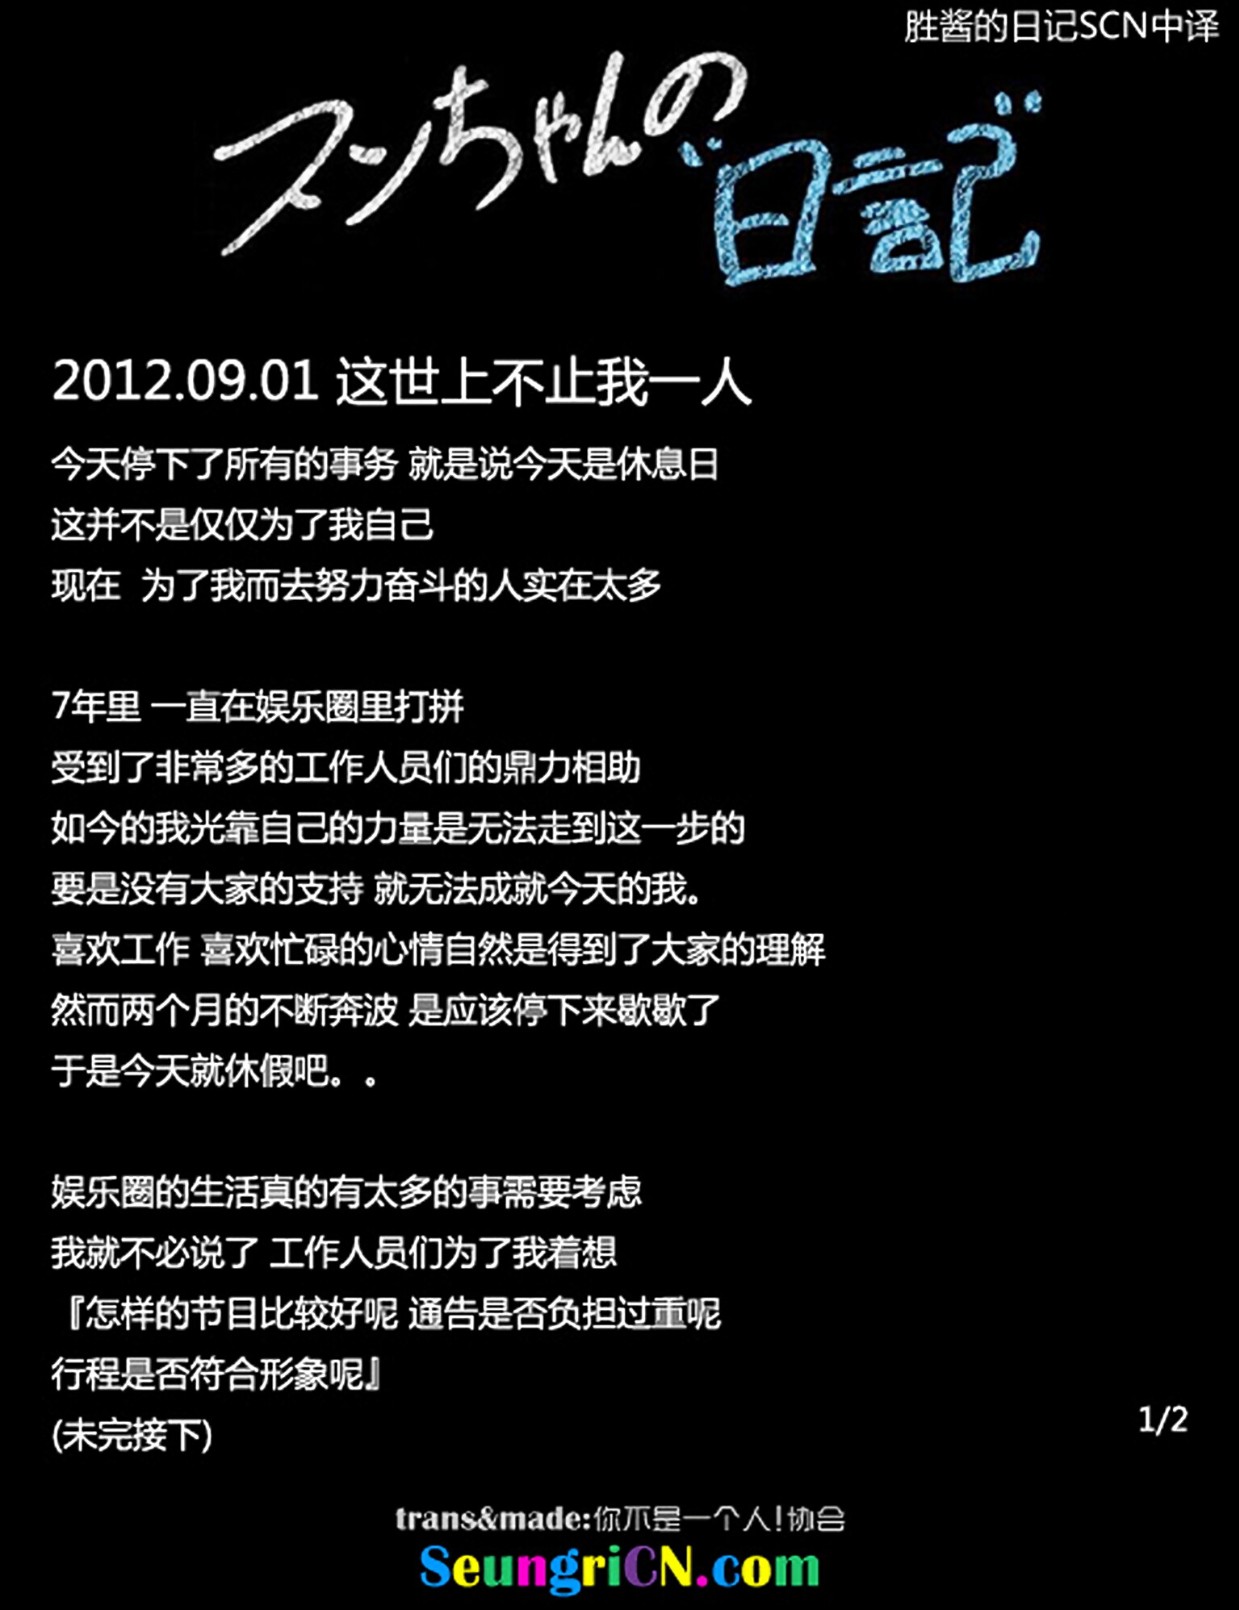 胜酱的日记SCN中译
スンちゃんの
"日記"
2012.09.01 这世上不止我一人
今天停下了所有的事务 就是说今天是休息日
这并不是仅仅为了我自己
现在 为了我而去努力奋斗的人实在太多
7年里 一直在娱乐圈里打拼
受到了非常多的工作人员们的鼎力相助
如今的我光靠自己的力量是无法走到这一步的
要是没有大家的支持 就无法成就今天的我。
喜欢工作 喜欢忙碌的心情自然是得到了大家的理解
然而两个月的不断奔波 是应该停下来歇歇了
于是今天就休假吧。。
娱乐圈的生活真的有太多的事需要考虑
我就不必说了 工作人员们为了我着想
『怎样的节目比较好呢 通告是否负担过重呢
行程是否符合形象呢』
(未完接下)
1/2
trans&made:你不是一个人!协会
SeungriCN.com